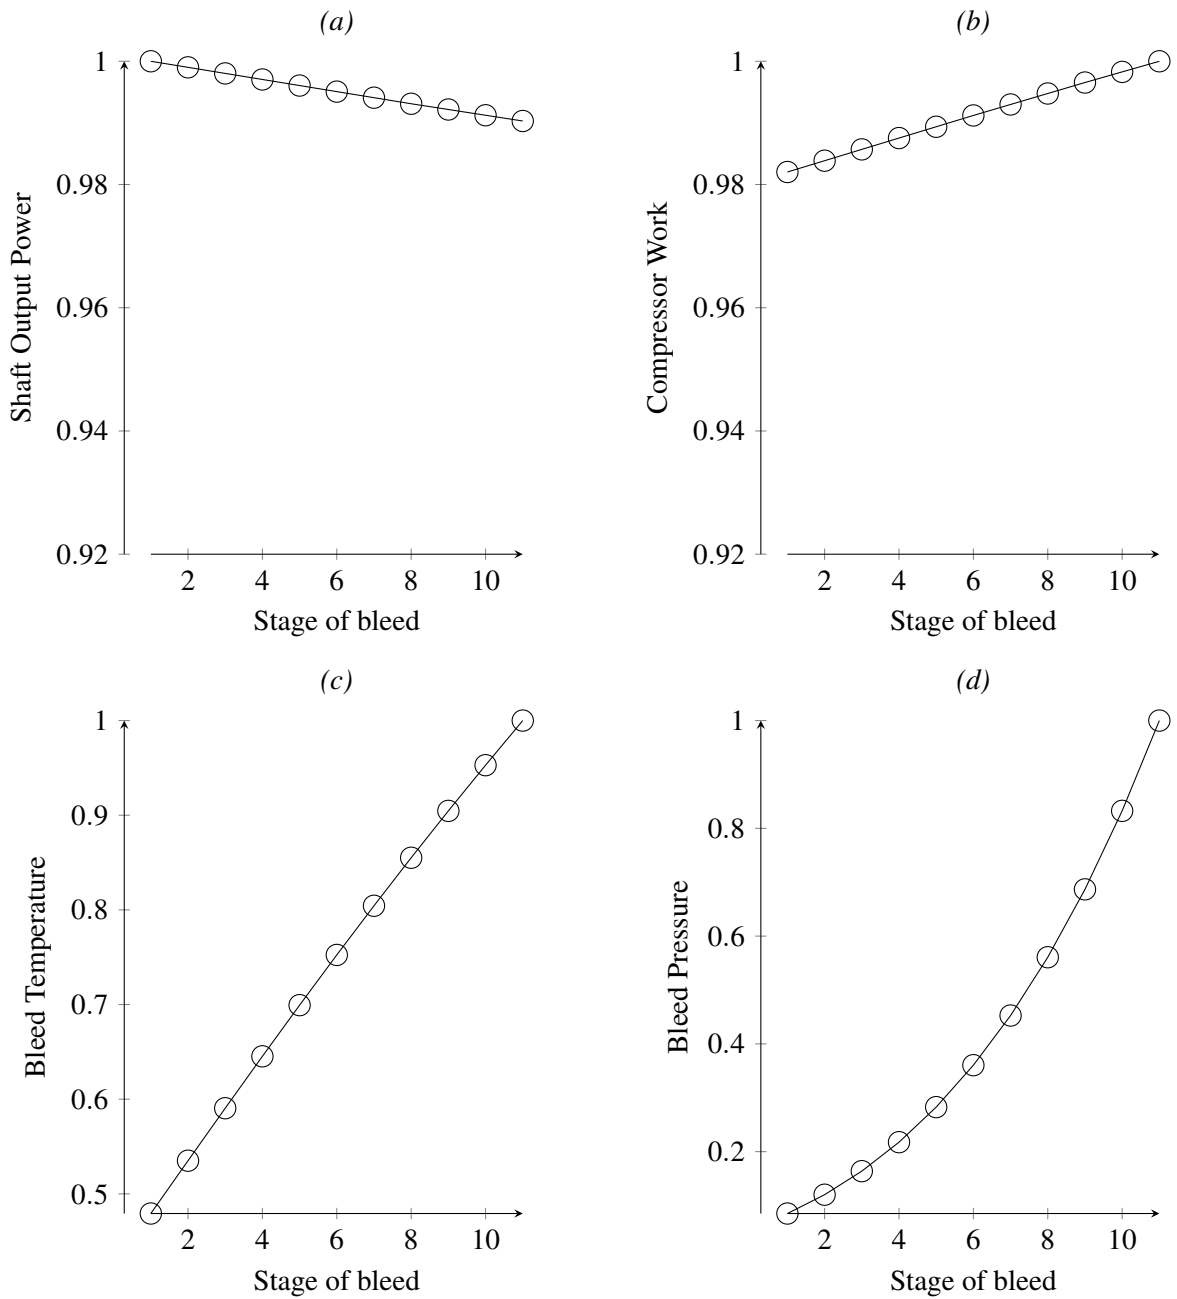 (a)
1
0.98
0.96
0.94
0.92
Shaft Output Power
2 4 6 8 10
Stage of bleed
(b)
1
0.98
0.96
0.94
0.92
Compressor Work
2 4 6 8 10
Stage of bleed
(c)
1
0.9
0.8
0.7
0.6
0.5
Bleed Temperature
2 4 6 8 10
Stage of bleed
(d)
1
0.8
0.6
0.4
0.2
Bleed Pressure
2 4 6 8 10
Stage of bleed